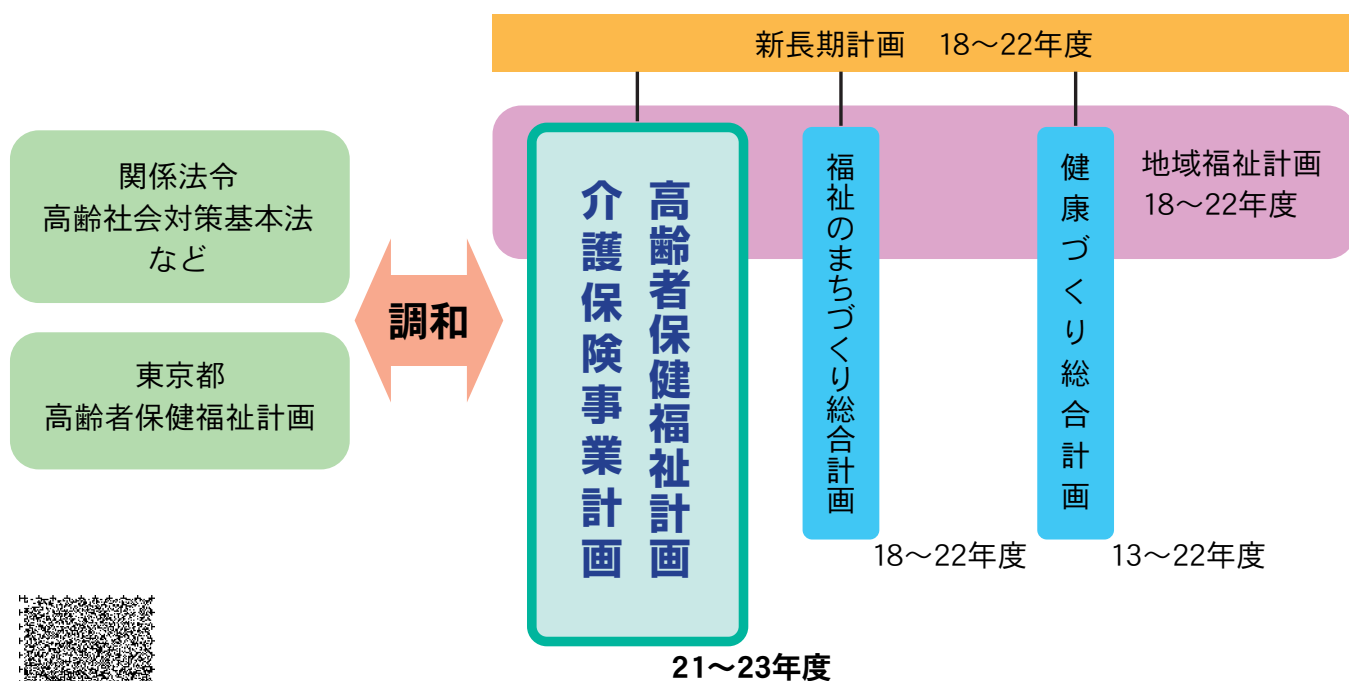 新長期計画　18～22年度
関係法令
高齢社会対策基本法
など
東京都
高齢者保健福祉計画
調和
高齢者保健福祉計画
介護保険事業計画
21～23年度
福祉のまちづくり総合計画
18～22年度
健康づくり総合計画
13～22年度
地域福祉計画
18～22年度